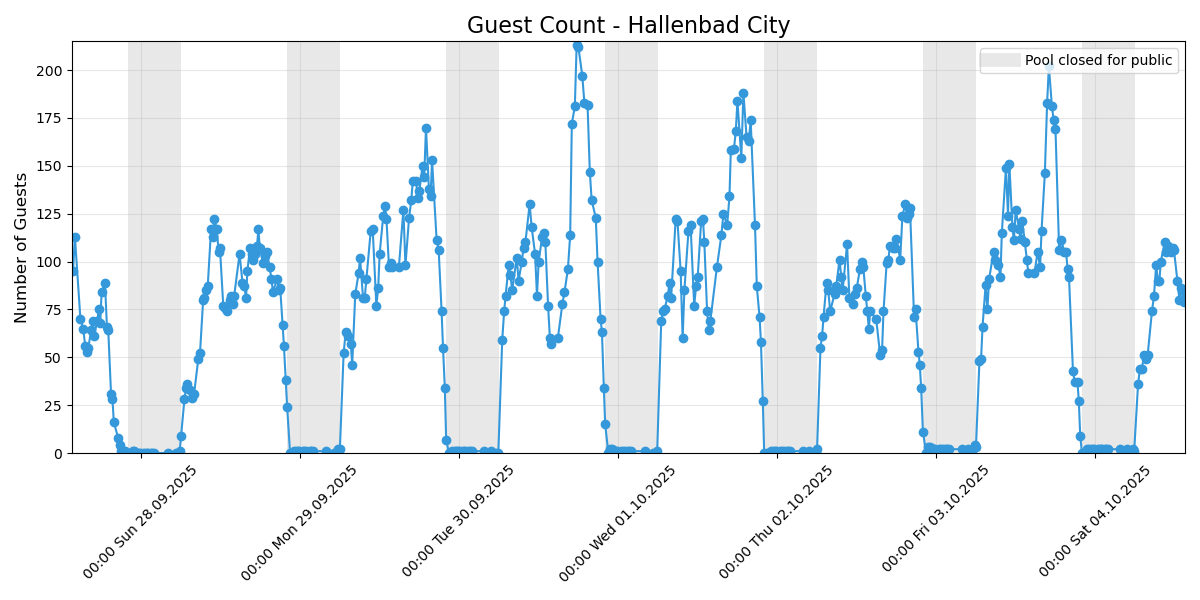 Guest Count - Hallenbad City
Pool closed for public
Number of Guests
200
175
150
125
100
75
50
25
0
00:00 Sun 28.09.2025
00:00 Mon 29.09.2025
00:00 Tue 30.09.2025
00:00 Wed 01.10.2025
00:00 Thu 02.10.2025
00:00 Fri 03.10.2025
00:00 Sat 04.10.2025